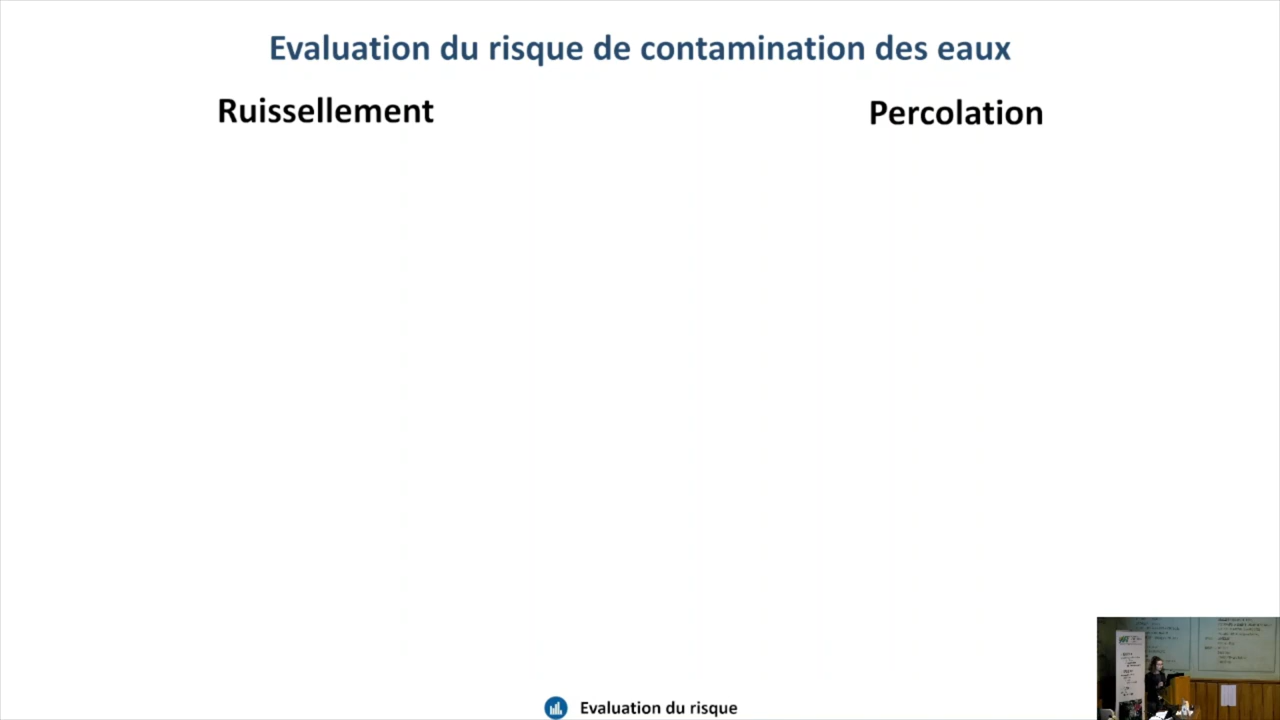 Evaluation du risque de contamination des eaux
Ruissellement
Percolation
Evaluation du risque